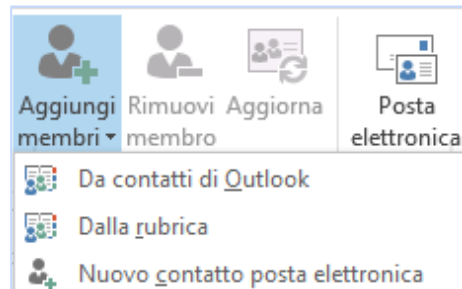 Aggiungi Rimuovi Aggiorna Posta
membri membro elettronica
Da contatti di Outlook
Dalla rubrica
Nuovo contatto posta elettronica